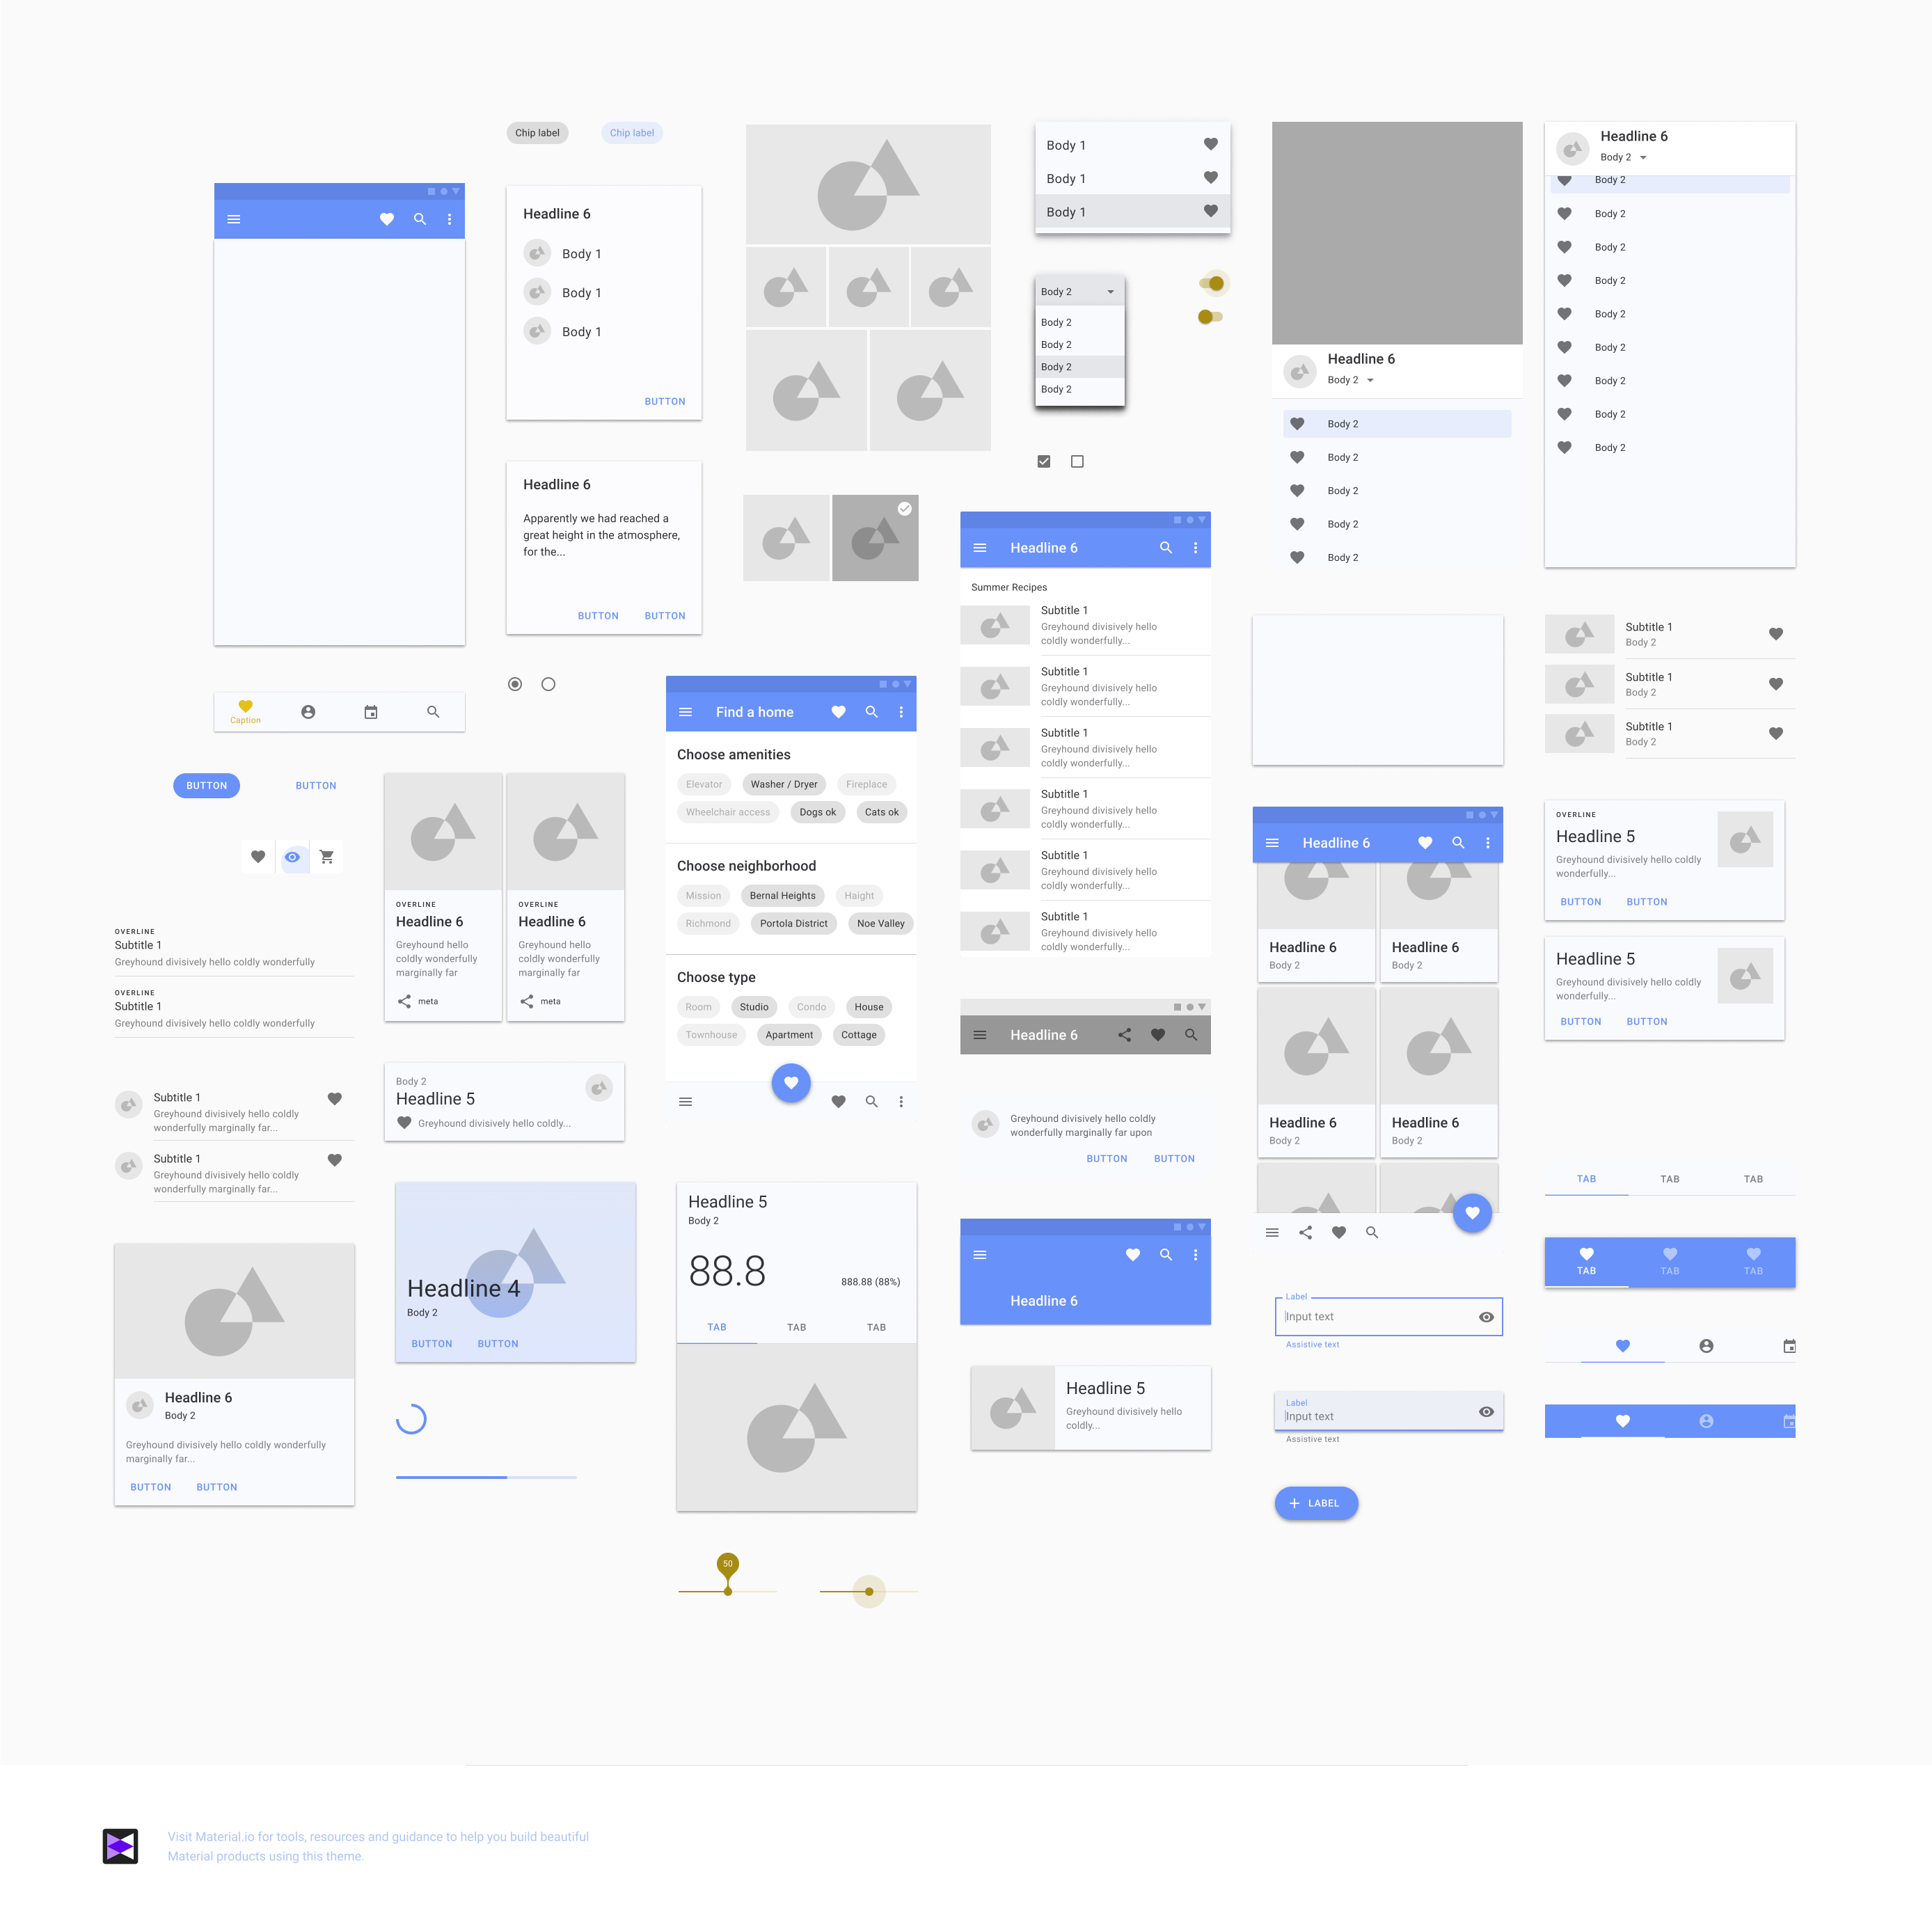 Chip label
Chip label
Headline 6
Body 1
Body 1
Body 1
BUTTON
Headline 6
Apparently we had reached a
great height in the atmosphere,
for the...
BUTTON BUTTON
Caption
BUTTON
BUTTON
OVERLINE
Subtitle 1
Greyhound divisively hello coldly wonderfully
OVERLINE
Subtitle 1
Greyhound divisively hello coldly wonderfully
Subtitle 1
Greyhound divisively hello coldly
wonderfully marginally far...
Subtitle 1
Greyhound divisively hello coldly
wonderfully marginally far...
Headline 6
Body 2
Greyhound divisively hello coldly wonderfully
marginally far...
BUTTON BUTTON
OVERLINE
Headline 6
Greyhound hello
coldly wonderfully
marginally far
meta
OVERLINE
Headline 6
Greyhound hello
coldly wonderfully
marginally far
meta
Body 2
Headline 5
Greyhound divisively hello coldly...
Headline 4
Body 2
BUTTON BUTTON
Find a home
Choose amenities
Elevator Washer / Dryer Fireplace
Wheelchair access Dogs ok Cats ok
Choose neighborhood
Mission Bernal Heights Haight
Richmond Portola District Noe Valley
Choose type
Room Studio Condo House
Townhouse Apartment Cottage
Headline 5
Body 2
88.8
888.88 (88%)
TAB TAB TAB
50
Body 1
Body 1
Body 1
Body 2
Body 2
Body 2
Body 2
Body 2
Headline 6
Summer Recipes
Subtitle 1
Greyhound divisively hello
coldly wonderfully...
Subtitle 1
Greyhound divisively hello
coldly wonderfully...
Subtitle 1
Greyhound divisively hello
coldly wonderfully...
Subtitle 1
Greyhound divisively hello
coldly wonderfully...
Subtitle 1
Greyhound divisively hello
coldly wonderfully...
Subtitle 1
Greyhound divisively hello
coldly wonderfully...
Headline 6
Greyhound divisively hello coldly
wonderfully marginally far upon
BUTTON BUTTON
Headline 6
Headline 5
Greyhound divisively hello
coldly...
Headline 6
Body 2
Body 2
Body 2
Body 2
Body 2
Body 2
Headline 6
Headline 6
Body 2
Headline 6
Body 2
Headline 6
Body 2
Headline 6
Body 2
Label
Input text
Assistive text
Label
Input text
Assistive text
LABEL
Headline 6
Body 2
Body 2
Body 2
Body 2
Body 2
Body 2
Body 2
Body 2
Body 2
Body 2
Subtitle 1
Body 2
Subtitle 1
Body 2
Subtitle 1
Body 2
OVERLINE
Headline 5
Greyhound divisively hello coldly
wonderfully...
BUTTON BUTTON
Headline 5
Greyhound divisively hello coldly
wonderfully...
BUTTON BUTTON
TAB TAB TAB
TAB TAB TAB
Visit Material.io for tools, resources and guidance to help you build beautiful
Material products using this theme.